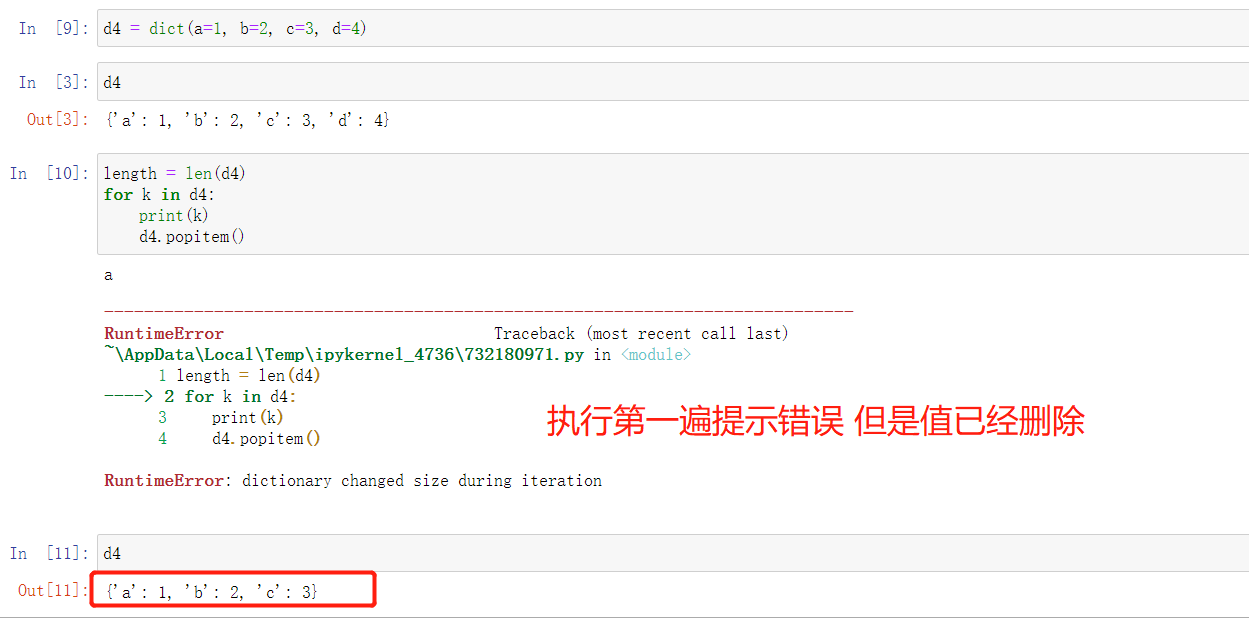 In [9]: d4 = dict(a=1, b=2, c=3, d=4)
In [3]: d4
Out[3]: {'a': 1, 'b': 2, 'c': 3, 'd': 4}
In [10]: length = len(d4)
for k in d4:
    print(k)
    d4.popitem()
a
---------------------------------------------------------------------------
RuntimeError                              Traceback (most recent call last)
~\AppData\Local\Temp\ipykernel_4736\732180971.py in <module>
      1 length = len(d4)
----> 2 for k in d4:
      3     print(k)
      4     d4.popitem()
执行第一遍提示错误 但是值已经删除
RuntimeError: dictionary changed size during iteration
In [11]: d4
Out[11]: {'a': 1, 'b': 2, 'c': 3}